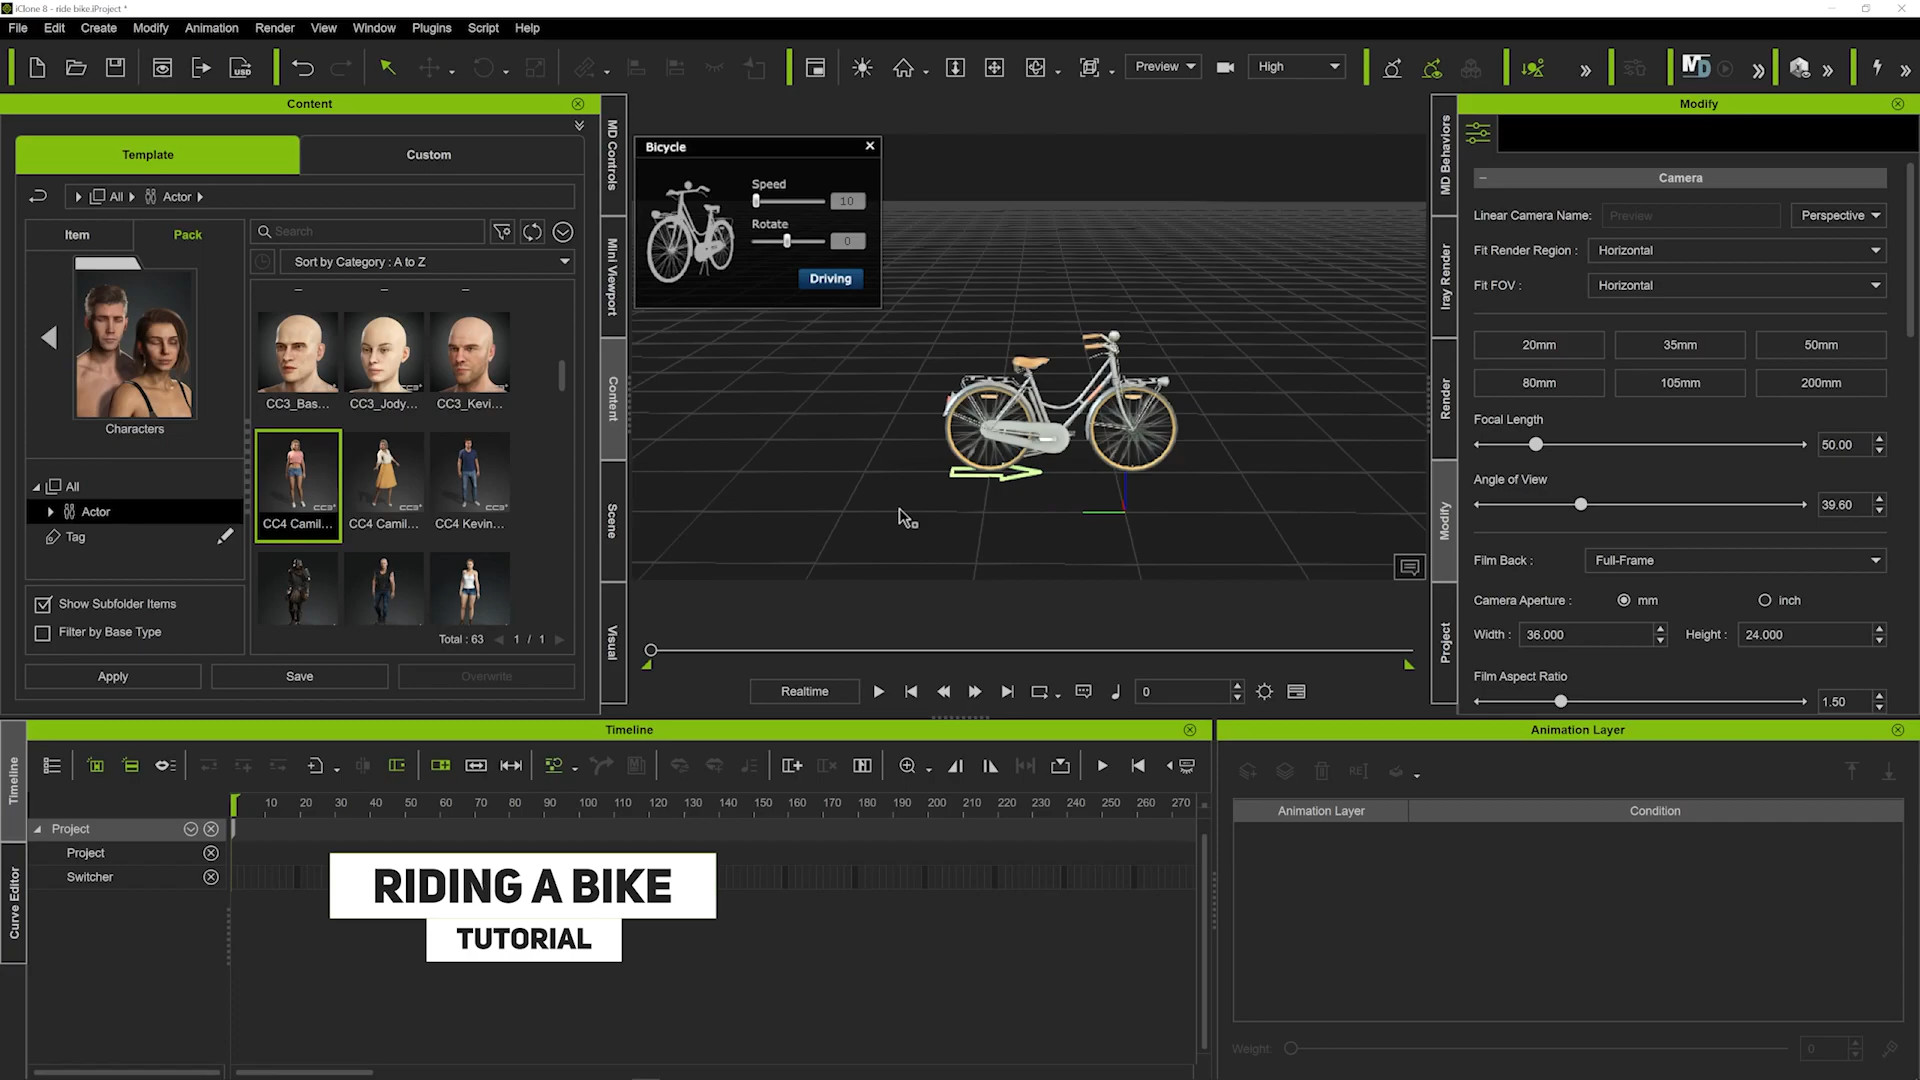 iClone 8 - ride bike.iProject *
File Edit Create Modify Animation Render View Window Plugins Script Help
USD
Preview
High
MD
Content
Template
Custom
All
Actor
Item
Pack
Search
Sort by Category : A to Z
Characters
CC3_Bas... CC3_Jody... CC3_Kevi...
CC3+ CC3+ CC3+
CC4 Camil... CC4 Camil... CC4 Kevin...
All
Actor
Tag
Show Subfolder Items
Filter by Base Type
Total : 63 1 / 1
Apply
Save
Overwrite
MD Controls
Mini Viewport
Content
Scene
Visual
Bicycle
Speed
10
Rotate
0
Driving
Realtime
0
MD Behaviors
Iray Render
Render
Modify
Project
Modify
Camera
Linear Camera Name: Preview Perspective
Fit Render Region : Horizontal
Fit FOV : Horizontal
20mm 35mm 50mm
80mm 105mm 200mm
Focal Length
50.00
Angle of View
39.60
Film Back : Full-Frame
Camera Aperture : mm inch
Width : 36.000 Height : 24.000
Film Aspect Ratio
1.50
Timeline
Timeline
Curve Editor
10 20 30 40 50 60 70 80 90 100 110 120 130 140 150 160 170 180 190 200 210 220 230 240 250 260 270
Project
Project
Switcher
RIDING A BIKE
TUTORIAL
Animation Layer
Animation Layer Condition
Weight: 0